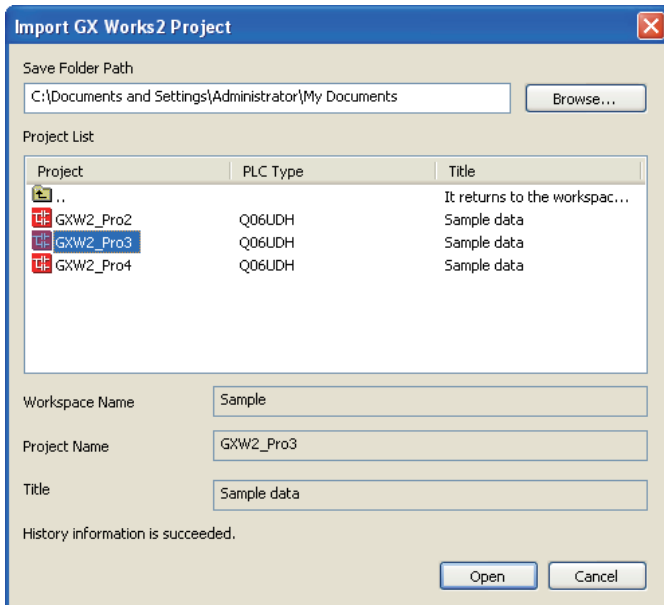 Import GX Works2 Project
Save Folder Path
C:\Documents and Settings\Administrator\My Documents
Browse...
Project List
Project PLC Type Title
.. It returns to the workspac...
GXW2_Pro2 Q06UDH Sample data
GXW2_Pro3 Q06UDH Sample data
GXW2_Pro4 Q06UDH Sample data
Workspace Name Sample
Project Name GXW2_Pro3
Title Sample data
History information is succeeded.
Open Cancel